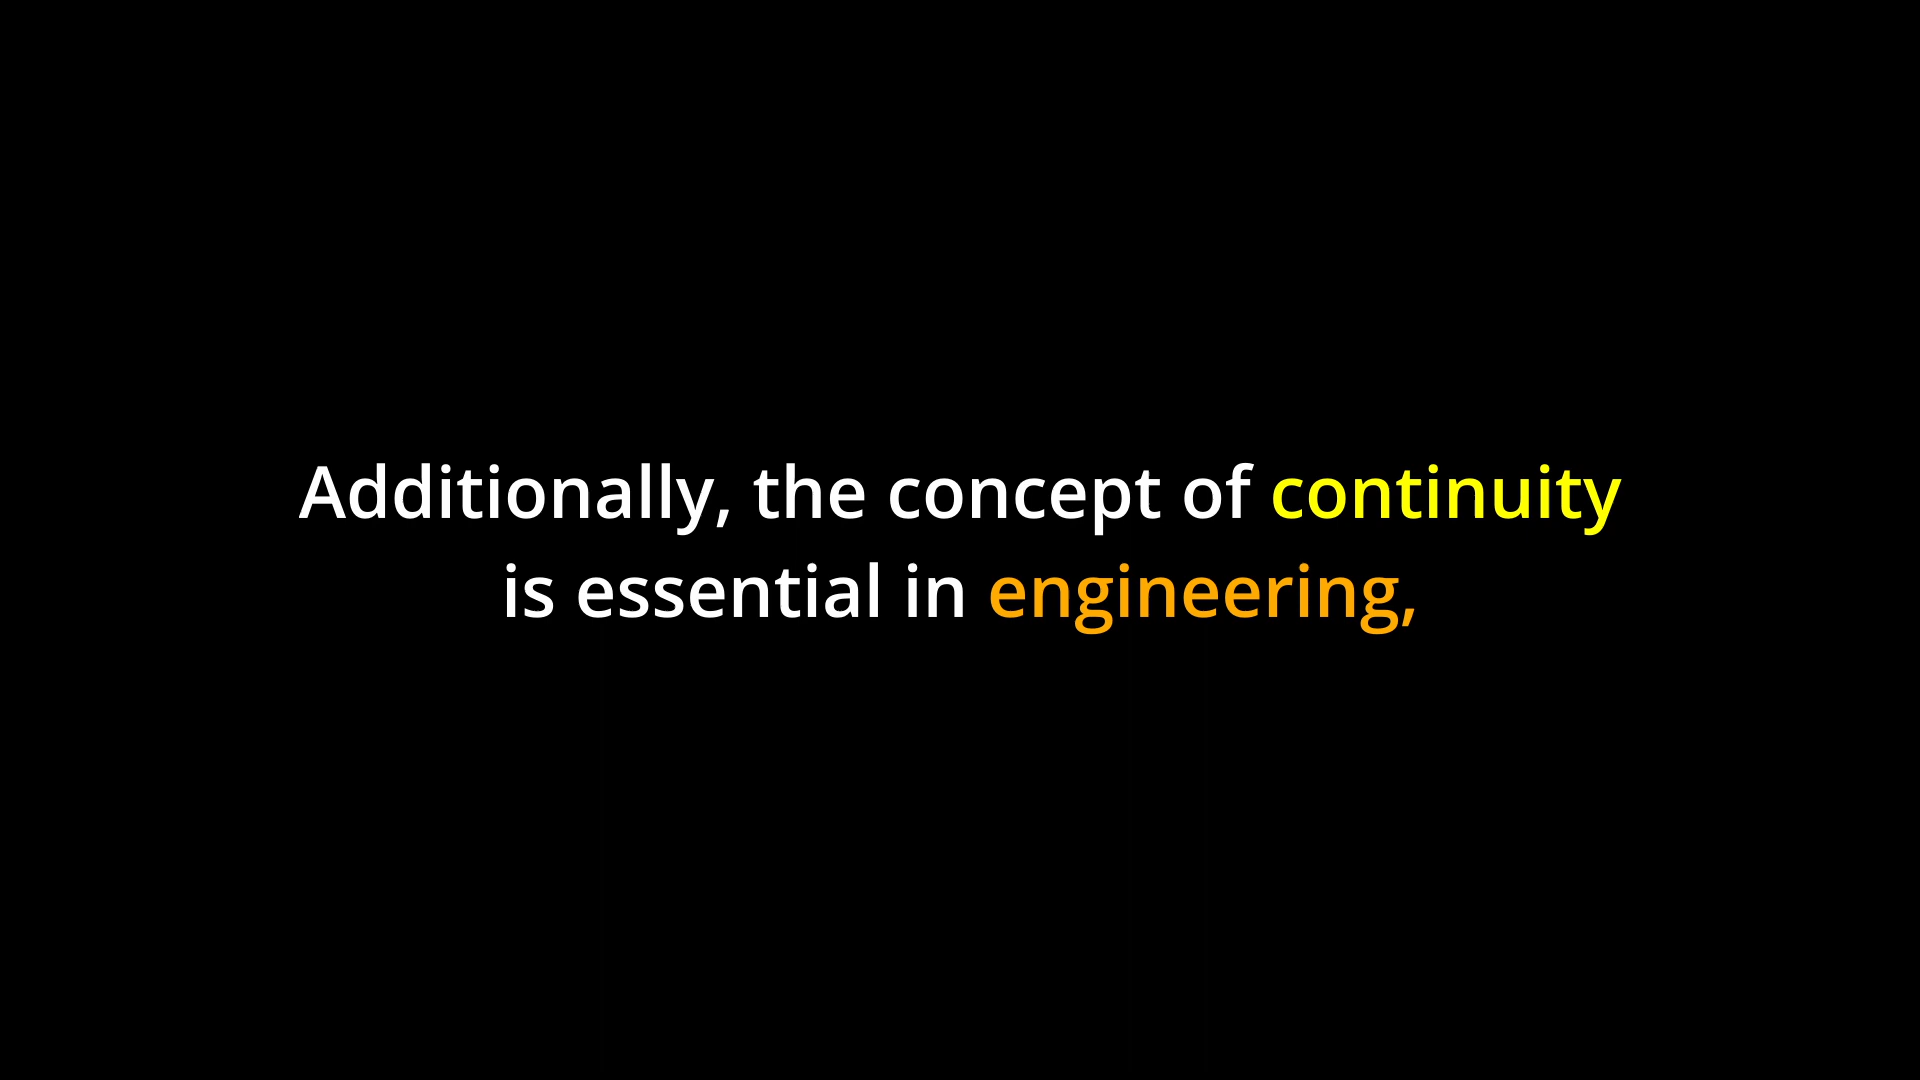 Additionally, the concept of continuity
is essential in engineering,